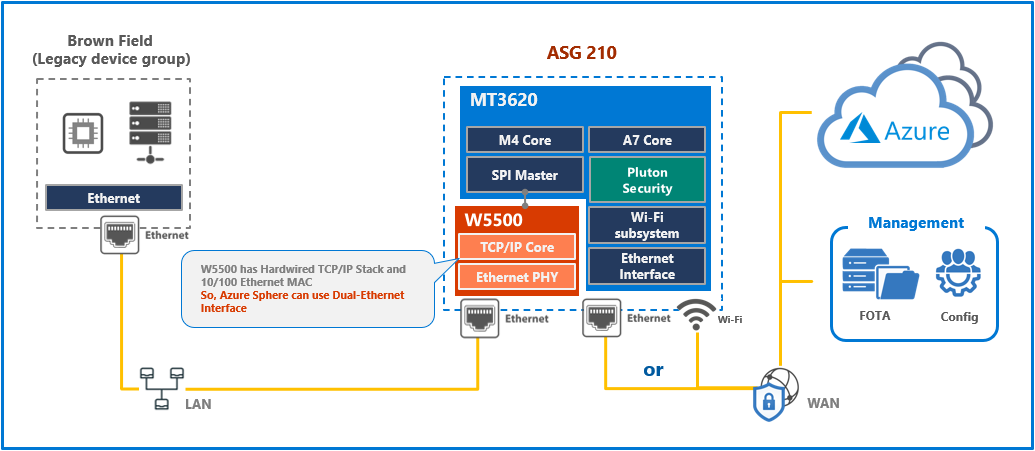 Brown Field
(Legacy device group)
Ethernet
Ethernet
LAN
W5500 has Hardwired TCP/IP Stack and
10/100 Ethernet MAC
So, Azure Sphere can use Dual-Ethernet
Interface
ASG 210
MT3620
M4 Core
A7 Core
SPI Master
Pluton
Security
W5500
TCP/IP Core
Ethernet PHY
Wi-Fi
subsystem
Ethernet
Interface
Ethernet
Ethernet
Wi-Fi
or
WAN
Azure
Management
FOTA
Config